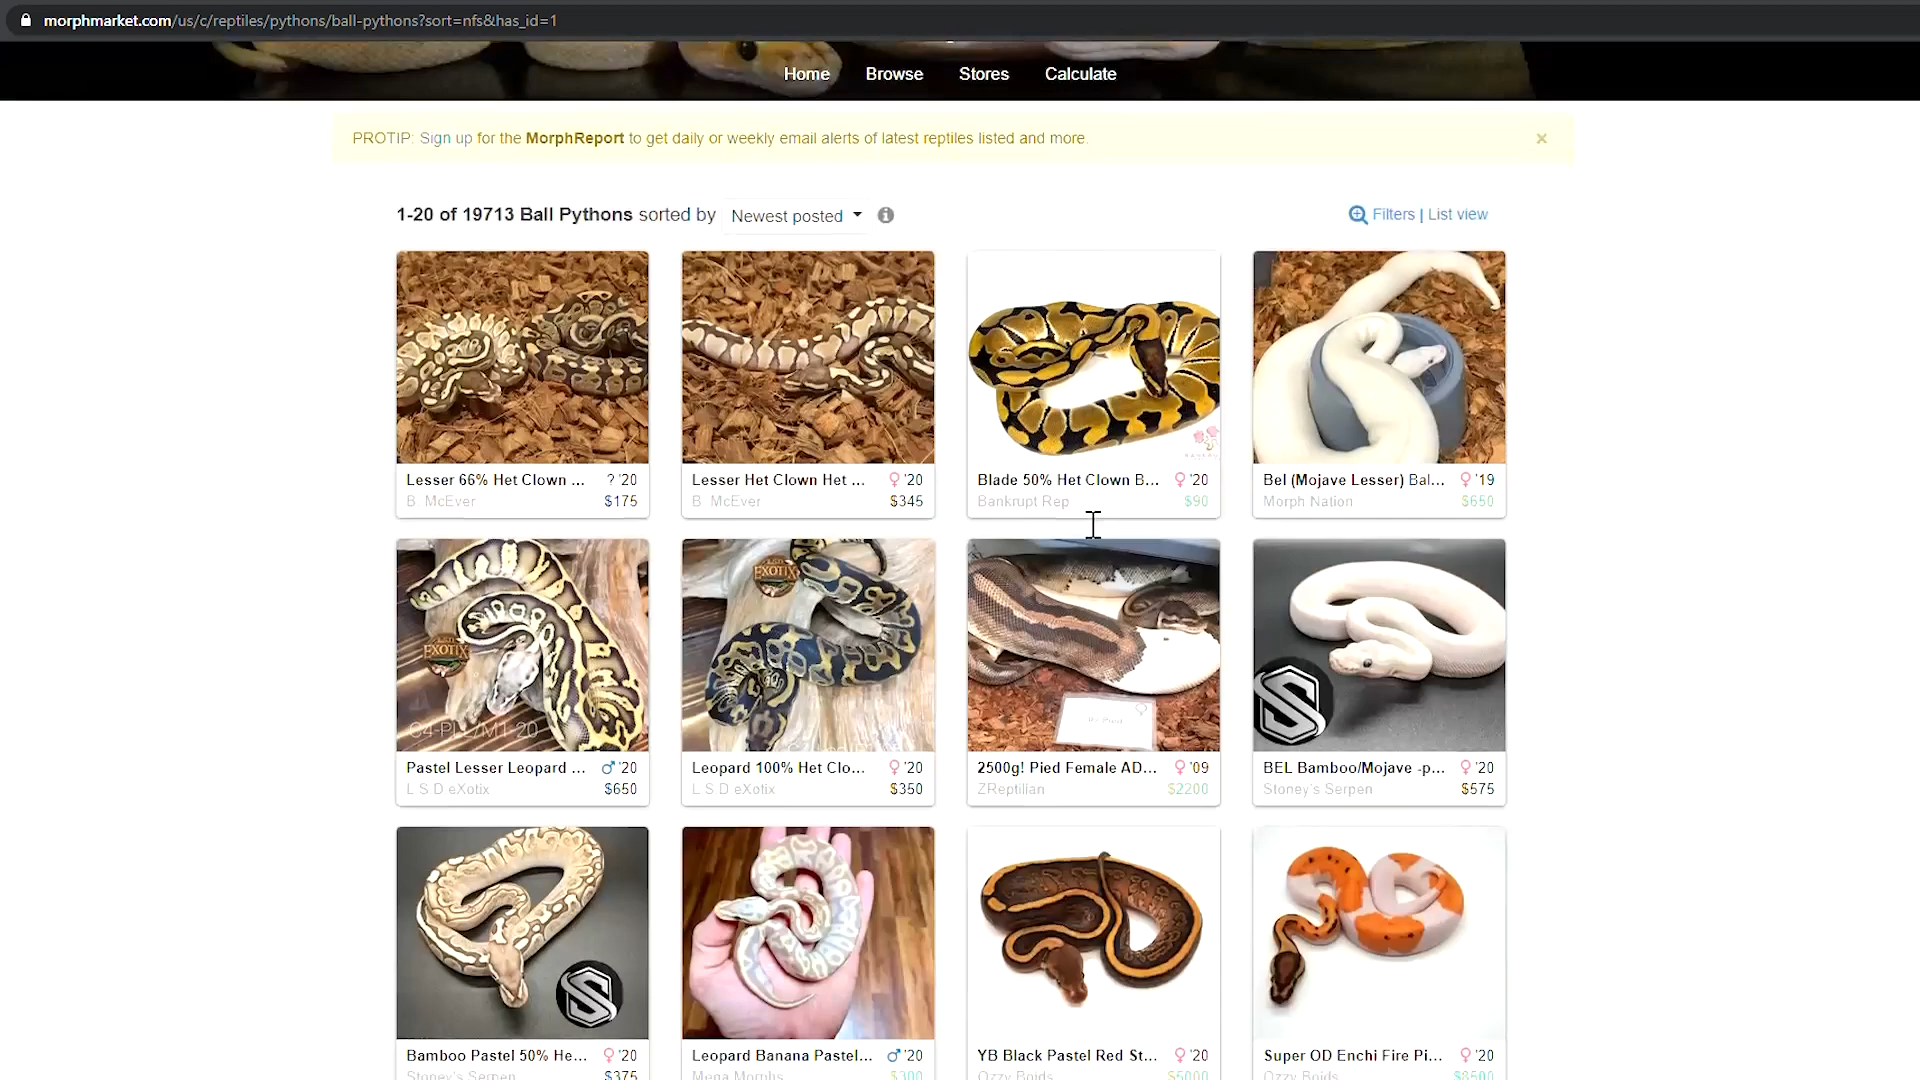 morphmarket.com/us/c/reptiles/pythons/ball-pythons?sort=nfs&has_id=1
Home Browse Stores Calculate
PROTIP: Sign up for the MorphReport to get daily or weekly email alerts of latest reptiles listed and more.
×
1-20 of 19713 Ball Pythons sorted by Newest posted
Filters | List view
Lesser 66% Het Clown ... ? '20
B McEver $175
Lesser Het Clown Het ... ♀ '20
B McEver $345
Blade 50% Het Clown B... ♀ '20
Bankrupt Rep $90
Bel (Mojave Lesser) Bal... ♀ '19
Morph Nation $650
EXOTIX
Pastel Lesser Leopard ... ♂ '20
L S D eXotix $650
EXOTIX
Leopard 100% Het Clo... ♀ '20
L S D eXotix $350
2500g! Pied Female AD... ♀ '09
ZReptilian $2200
S
BEL Bamboo/Mojave -p... ♀ '20
Stoney's Serpen $575
S
Bamboo Pastel 50% He... ♀ '20
Stoney's Serpen $375
Leopard Banana Pastel... ♂ '20
Mega Morphs $300
YB Black Pastel Red St... ♀ '20
Ozzy Boids $5000
Super OD Enchi Fire Pi... ♀ '20
Ozzy Boids $8500